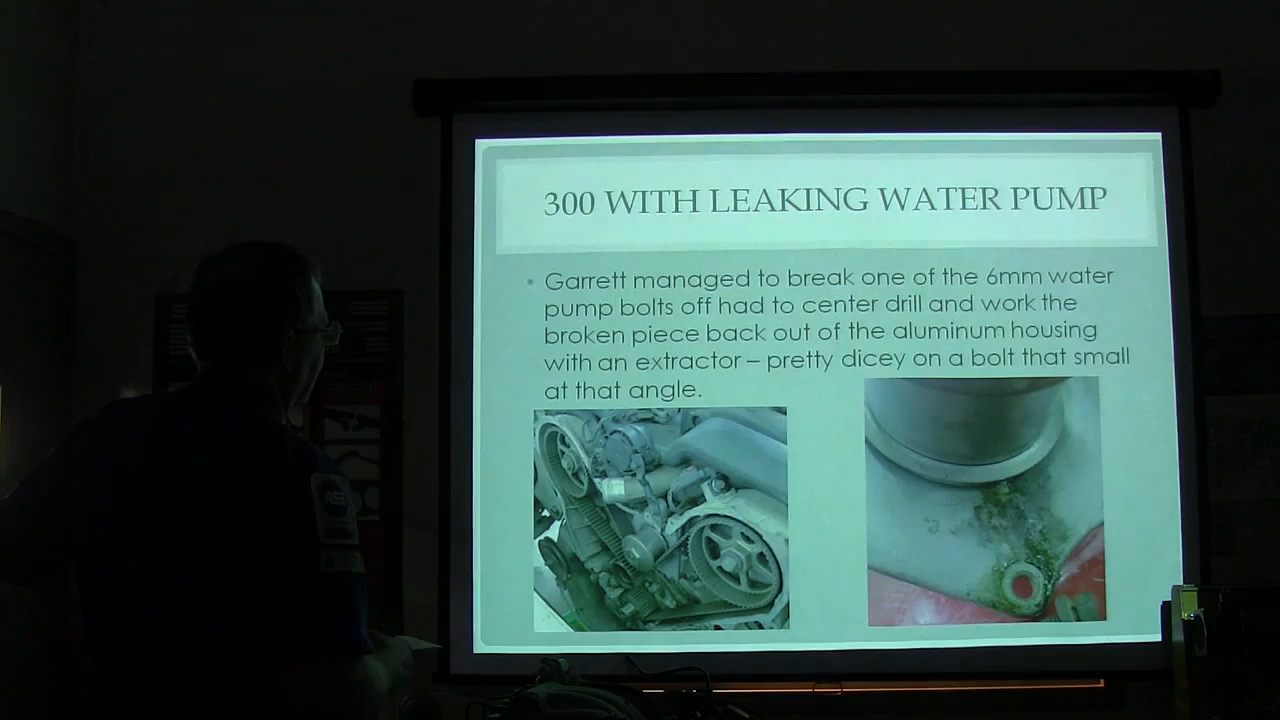 300 WITH LEAKING WATER PUMP
• Garrett managed to break one of the 6mm water
pump bolts off had to center drill and work the
broken piece back out of the aluminum housing
with an extractor – pretty dicey on a bolt that small
at that angle.